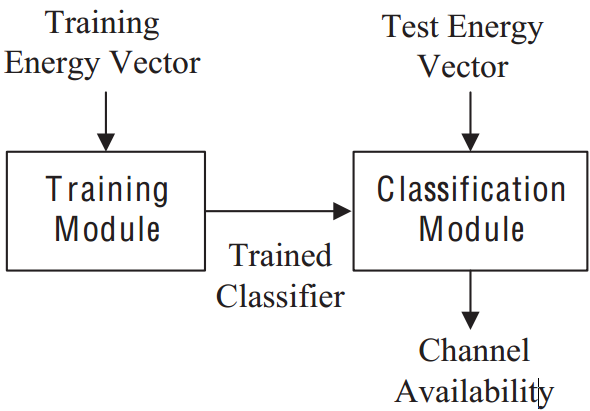 Training
Energy Vector
Test Energy
Vector
Training
Module
Classification
Module
Trained
Classifier
Channel
Availability